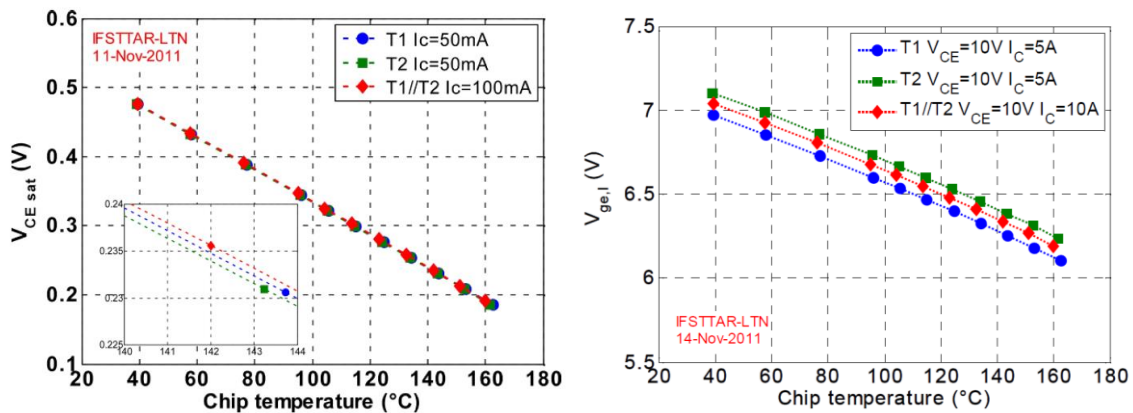 0.6
0.5
0.4
0.3
0.2
0.1
V_CE sat (V)
IFSTTAR-LTN
11-Nov-2011
T1 Ic=50mA
T2 Ic=50mA
T1//T2 Ic=100mA
0.24
0.235
0.23
0.225
140 141 142 143 144
20 40 60 80 100 120 140 160 180
Chip temperature (°C)
7.5
7
6.5
6
5.5
V_ge,I (V)
T1 V_CE=10V I_C=5A
T2 V_CE=10V I_C=5A
T1//T2 V_CE=10V I_C=10A
IFSTTAR-LTN
14-Nov-2011
20 40 60 80 100 120 140 160 180
Chip temperature (°C)